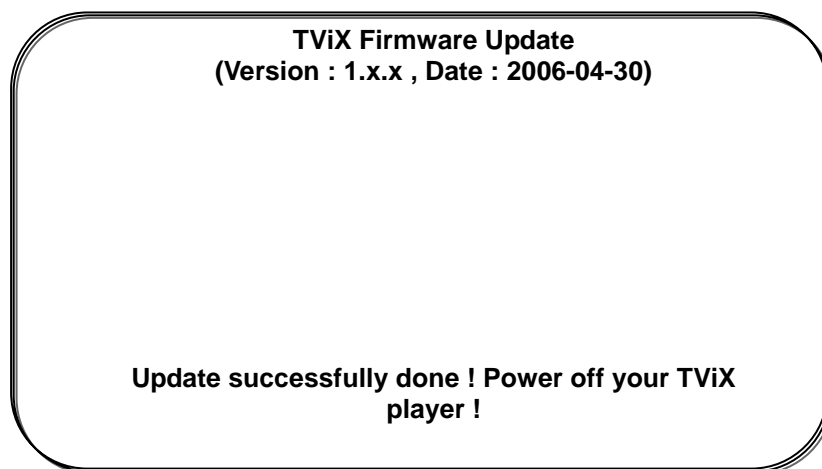 TViX Firmware Update
(Version : 1.x.x , Date : 2006-04-30)
Update successfully done ! Power off your TViX
player !